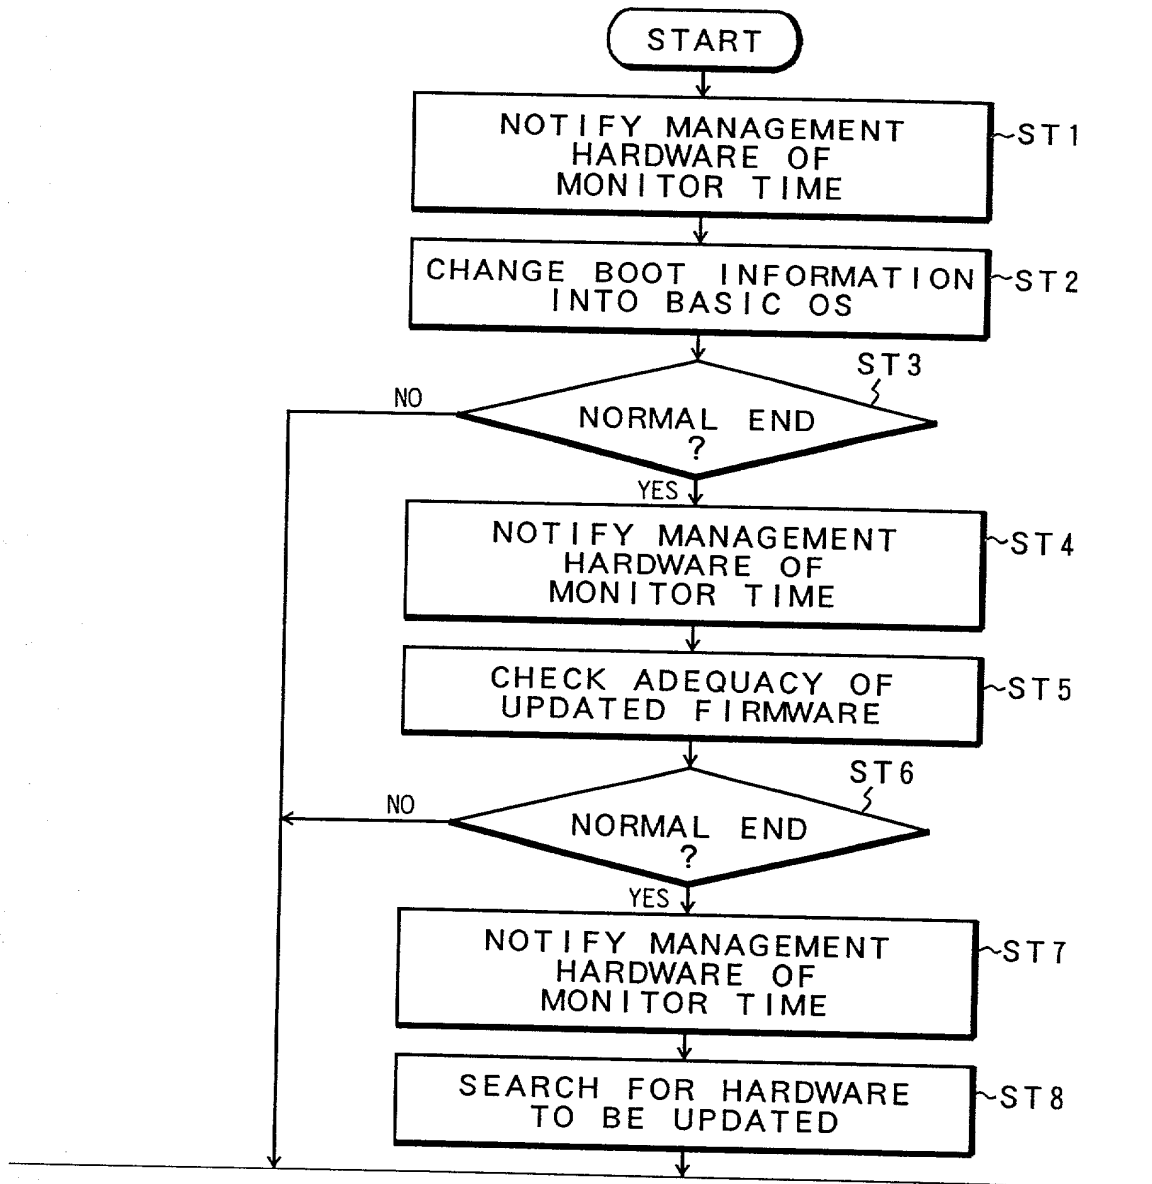 START
NOTIFY MANAGEMENT
HARDWARE OF
MONITOR TIME
ST1
CHANGE BOOT INFORMATION
INTO BASIC OS
ST2
ST3
NO
NORMAL END
?
YES
NOTIFY MANAGEMENT
HARDWARE OF
MONITOR TIME
ST4
CHECK ADEQUACY OF
UPDATED FIRMWARE
ST5
ST6
NO
NORMAL END
?
YES
NOTIFY MANAGEMENT
HARDWARE OF
MONITOR TIME
ST7
SEARCH FOR HARDWARE
TO BE UPDATED
ST8